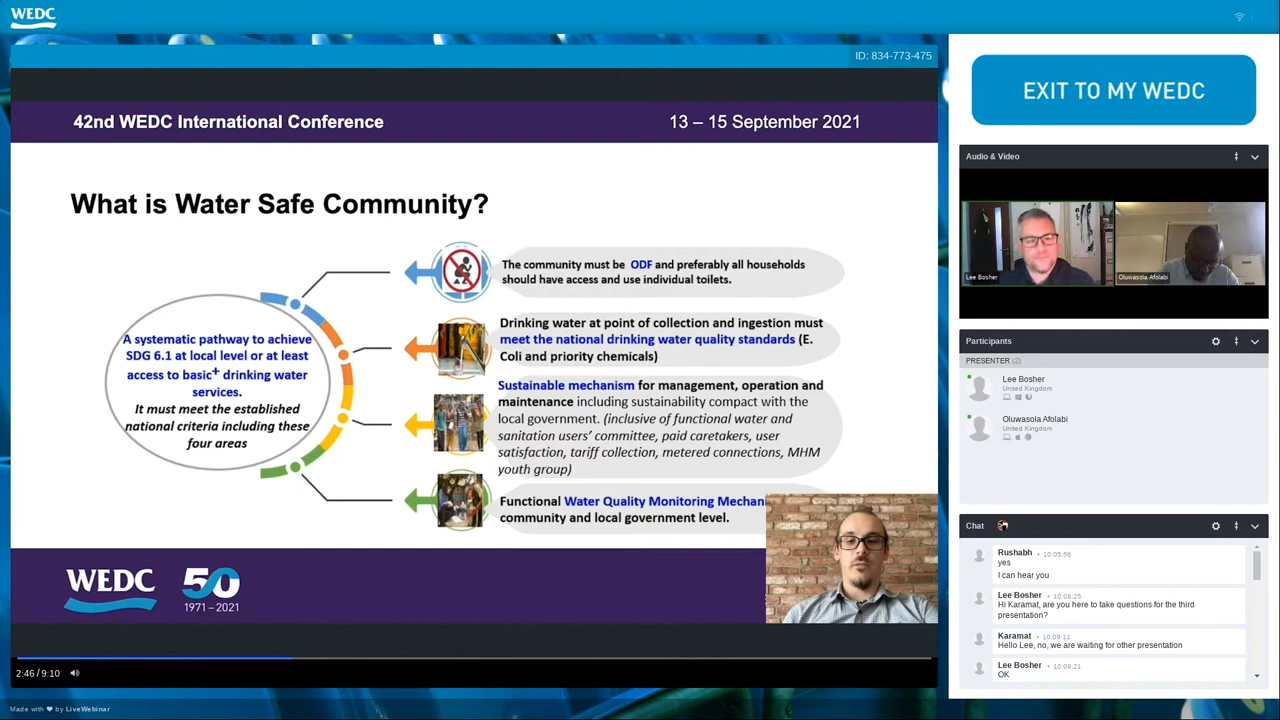 WEDC
ID: 834-773-475
42nd WEDC International Conference
13 – 15 September 2021
What is Water Safe Community?
A systematic pathway to achieve
SDG 6.1 at local level or at least
access to basic+ drinking water
services.
It must meet the established
national criteria including these
four areas
The community must be ODF and preferably all households
should have access and use individual toilets.
Drinking water at point of collection and ingestion must
meet the national drinking water quality standards (E.
Coli and priority chemicals)
Sustainable mechanism for management, operation and
maintenance including sustainability compact with the
local government. (inclusive of functional water and
sanitation users' committee, paid caretakers, user
satisfaction, tariff collection, metered connections, MHM
youth group)
Functional Water Quality Monitoring Mechani
community and local government level.
WEDC
50
1971–2021
2:46 / 9:10
Made with ❤ by LiveWebinar
EXIT TO MY WEDC
Audio & Video
Lee Bosher
Oluwasola Afolabi
Participants
PRESENTER (2)
Lee Bosher
United Kingdom
Oluwasola Afolabi
United Kingdom
Chat
Rushabh • 10:05:56
yes
I can hear you
Lee Bosher • 10:08:25
Hi Karamat, are you here to take questions for the third
presentation?
Karamat • 10:09:11
Hello Lee, no, we are waiting for other presentation
Lee Bosher • 10:09:21
OK